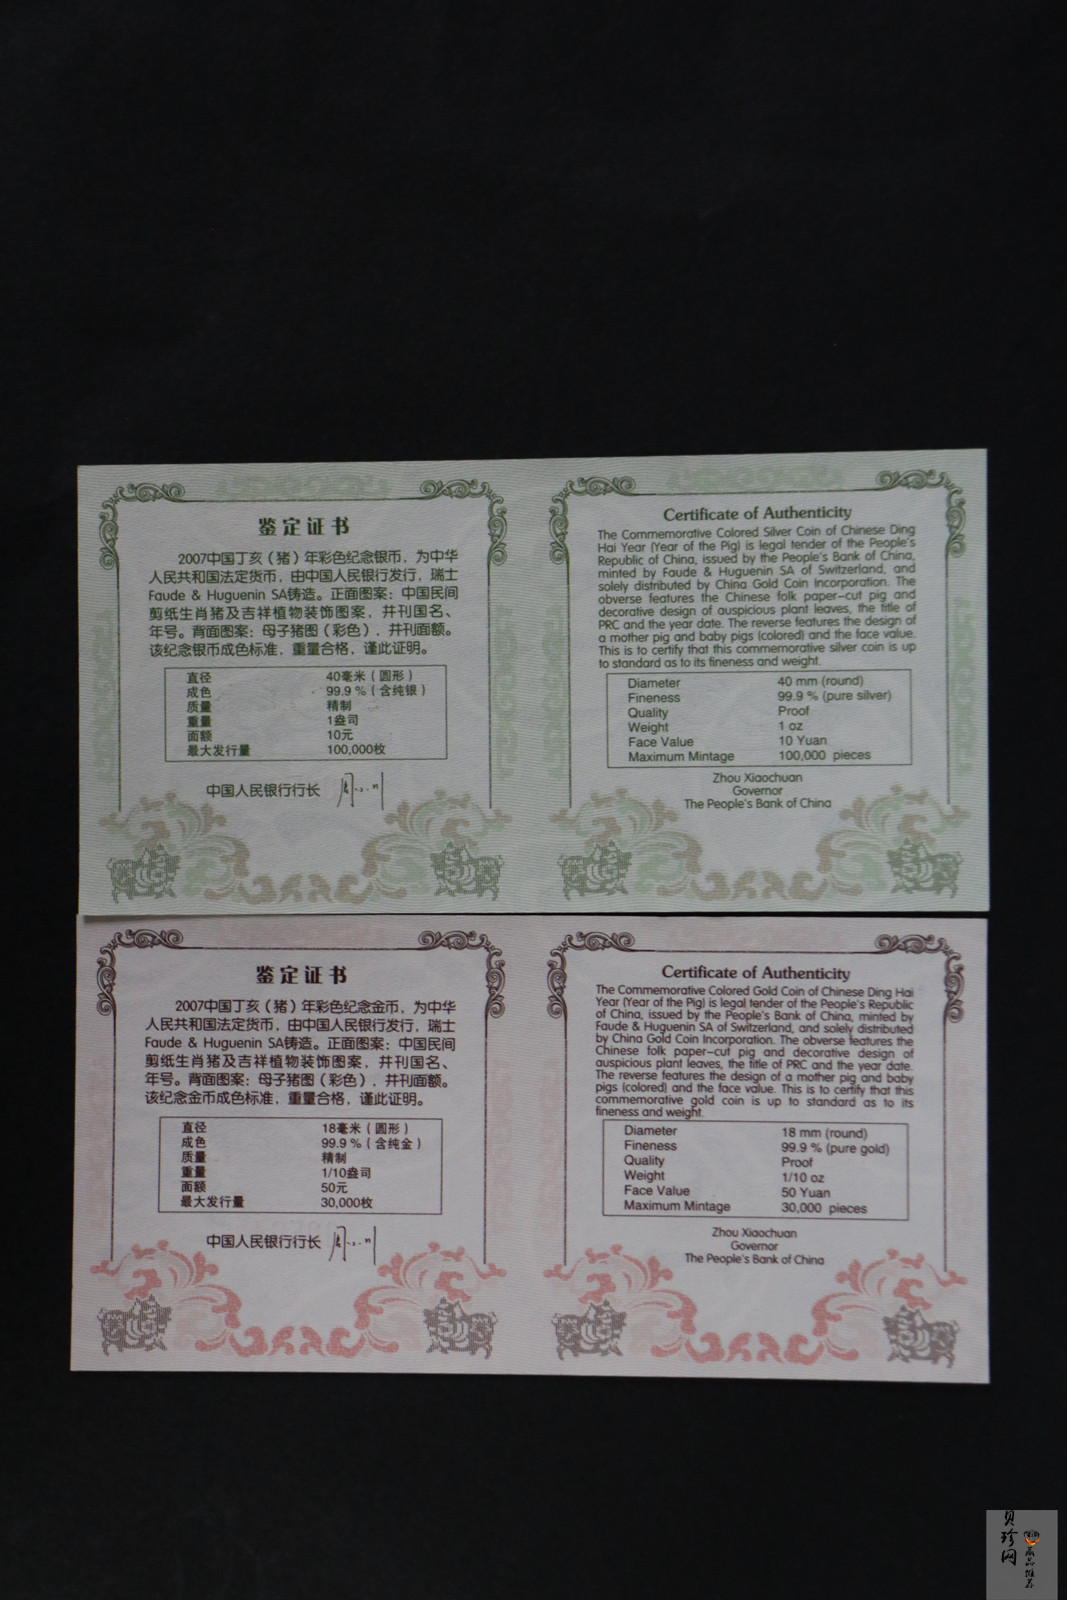 鉴定证书
2007中国丁亥（猪）年彩色纪念银币，为中华
人民共和国法定货币，由中国人民银行发行，瑞士
Faude & Huguenin SA铸造。正面图案：中国民间
剪纸生肖猪及吉祥植物装饰图案，并刊国名、
年号。背面图案：母子猪图（彩色），并刊面额。
该纪念银币成色标准，重量合格，谨此证明。
直径 40毫米（圆形）
成色 99.9 %（含纯银）
质量 精制
重量 1盎司
面额 10元
最大发行量 100,000枚
中国人民银行行长
Certificate of Authenticity
The Commemorative Colored Silver Coin of Chinese Ding
Hai Year (Year of the Pig) is legal tender of the People's
Republic of China, issued by the People's Bank of China,
minted by Faude & Huguenin SA of Switzerland, and
solely distributed by China Gold Coin Incorporation. The
obverse features the Chinese folk paper-cut pig and
decorative design of auspicious plant leaves, the title of
PRC and the year date. The reverse features the design of
a mother pig and baby pigs (colored) and the face value.
This is to certify that this commemorative silver coin is up
to standard as to its fineness and weight.
Diameter 40 mm (round)
Fineness 99.9 % (pure silver)
Quality Proof
Weight 1 oz
Face Value 10 Yuan
Maximum Mintage 100,000 pieces
Zhou Xiaochuan
Governor
The People's Bank of China
鉴定证书
2007中国丁亥（猪）年彩色纪念金币，为中华
人民共和国法定货币，由中国人民银行发行，瑞士
Faude & Huguenin SA铸造。正面图案：中国民间
剪纸生肖猪及吉祥植物装饰图案，并刊国名、
年号。背面图案：母子猪图（彩色），并刊面额。
该纪念金币成色标准，重量合格，谨此证明。
直径 18毫米（圆形）
成色 99.9 %（含纯金）
质量 精制
重量 1/10盎司
面额 50元
最大发行量 30,000枚
中国人民银行行长
Certificate of Authenticity
The Commemorative Colored Gold Coin of Chinese Ding Hai
Year (Year of the Pig) is legal tender of the People's Republic
of China, issued by the People's Bank of China, minted by
Faude & Huguenin SA of Switzerland, and solely distributed
by China Gold Coin Incorporation. The obverse features the
Chinese folk paper-cut pig and decorative design of
auspicious plant leaves, the title of PRC and the year date.
The reverse features the design of a mother pig and baby
pigs (colored) and the face value. This is to certify that this
commemorative gold coin is up to standard as to its
fineness and weight.
Diameter 18 mm (round)
Fineness 99.9 % (pure gold)
Quality Proof
Weight 1/10 oz
Face Value 50 Yuan
Maximum Mintage 30,000 pieces
Zhou Xiaochuan
Governor
The People's Bank of China
贝珍网